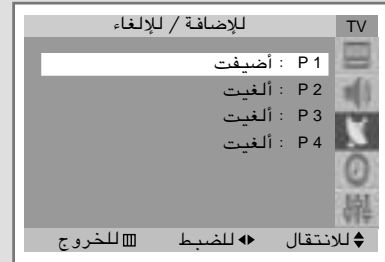 TV للإضافة / للإلغاء
P 1 : أضيفت
P 2 : ألغيت
P 3 : ألغيت
P 4 : ألغيت
للانتقال للضبط للخروج